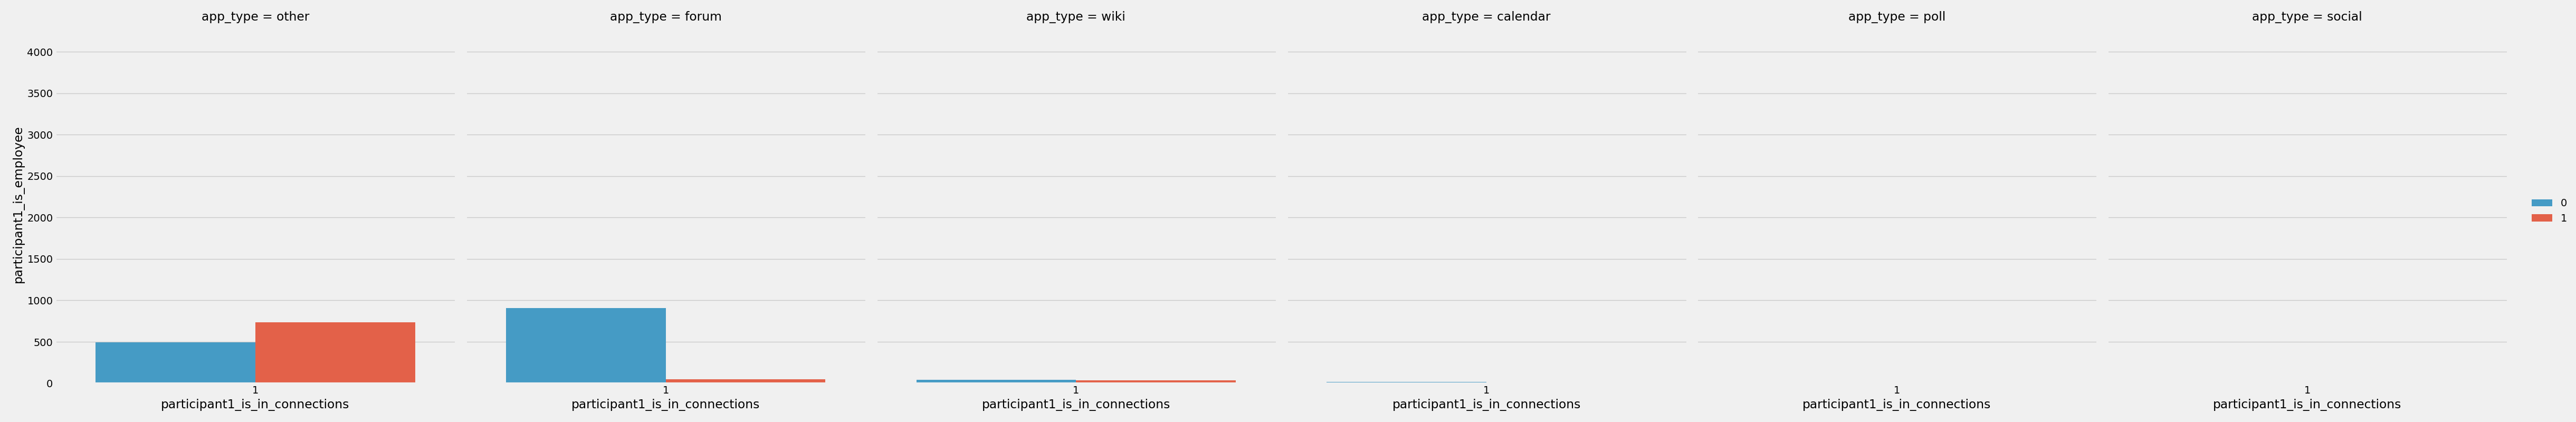 app_type = other
app_type = forum
app_type = wiki
app_type = calendar
app_type = poll
app_type = social
participant1_is_employee
4000
3500
3000
2500
2000
1500
1000
500
0
1
1
1
1
1
1
participant1_is_in_connections
participant1_is_in_connections
participant1_is_in_connections
participant1_is_in_connections
participant1_is_in_connections
participant1_is_in_connections
0
1